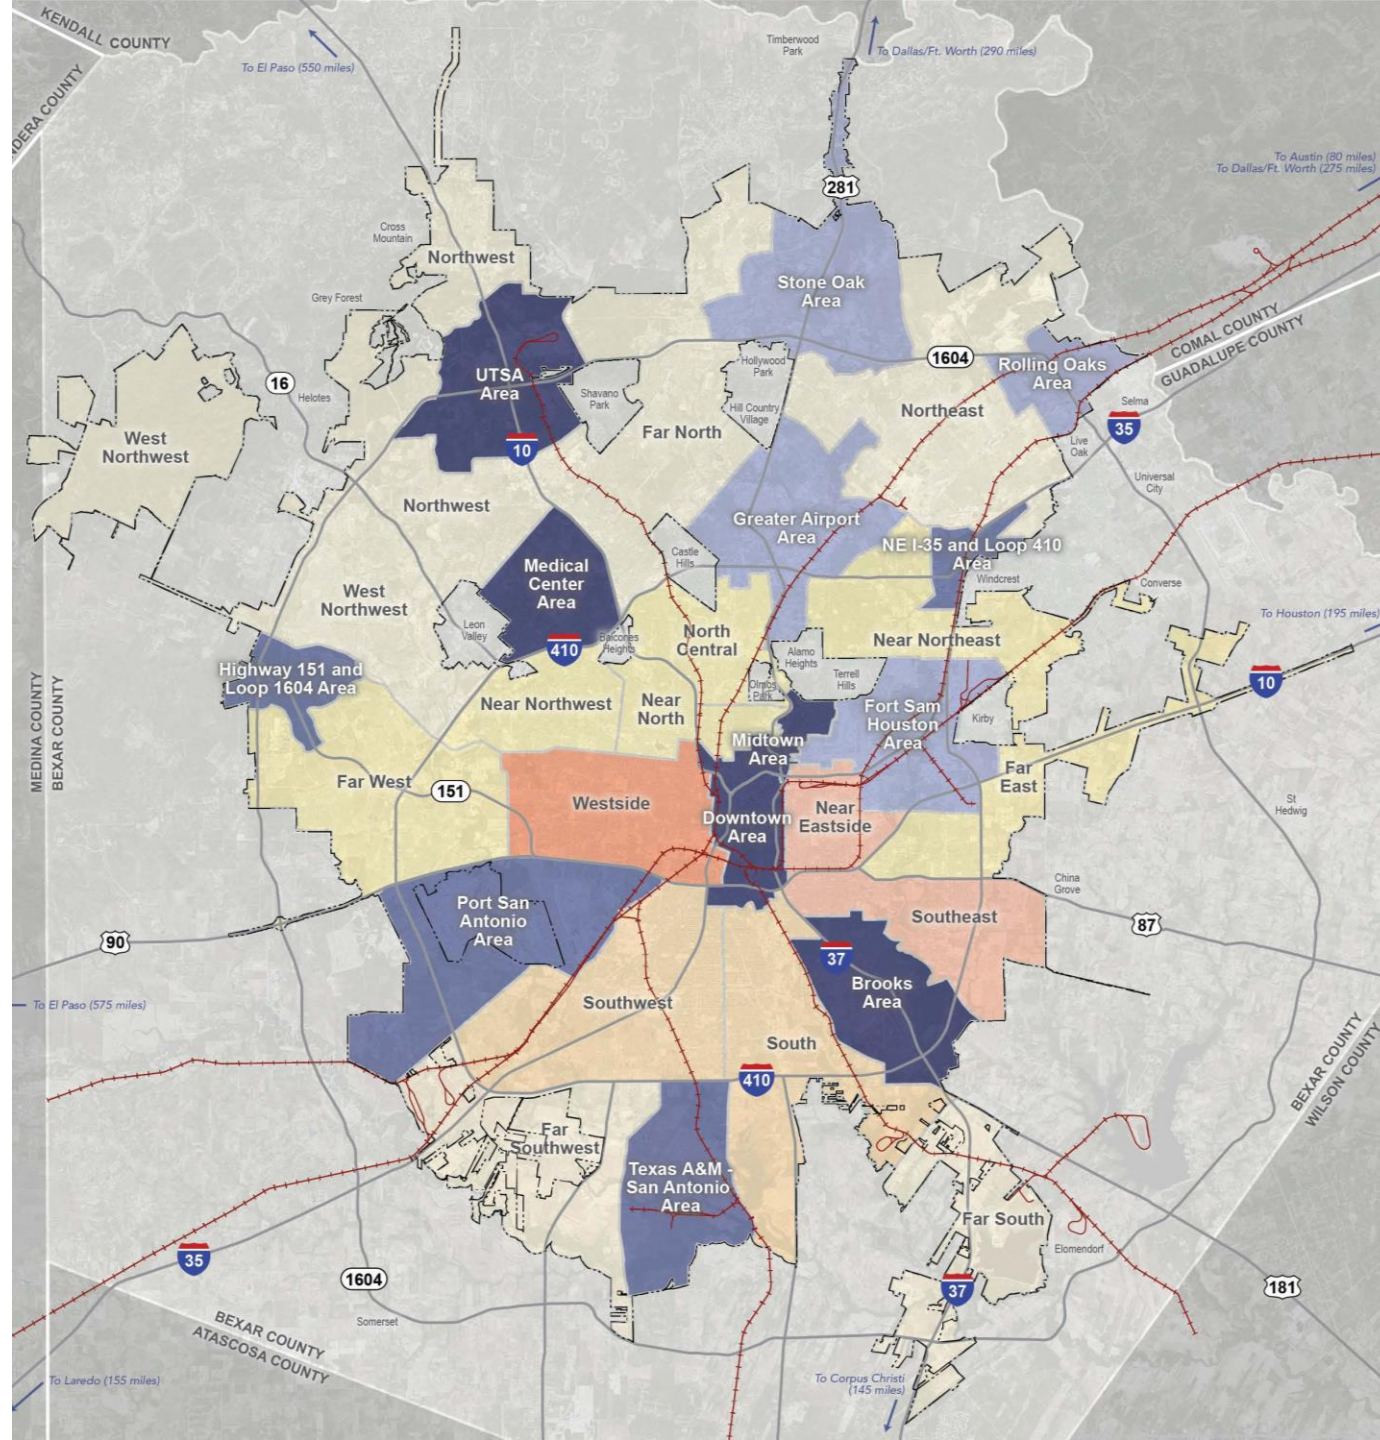 KENDALL COUNTY
To El Paso (550 miles)
Timberwood
Park
To Dallas/Ft. Worth (290 miles)
DERA COUNTY
To Austin (80 miles)
To Dallas/Ft. Worth (275 miles)
281
Cross
Mountain
Northwest
Stone Oak
Area
Grey Forest
COMAL COUNTY
GUADALUPE COUNTY
1604
Rolling Oaks
Area
Hollywood
Park
16
Helotes
UTSA
Area
Shavano
Park
Hill Country
Village
Northeast
Selma
35
Far North
West
Northwest
10
Live
Oak
Universal
City
Northwest
Greater Airport
Area
NE I-35 and Loop 410
Area
Castle
Hills
Medical
Center
Area
Windcrest
Converse
West
Northwest
To Houston (195 miles)
Leon
Valley
410
Balcones
Heights
North
Central
Alamo
Heights
Near Northeast
Highway 151 and
Loop 1604 Area
Terrell
Hills
Olmos
Park
10
MEDINA COUNTY
BEXAR COUNTY
Near Northwest
Near
North
Fort Sam
Houston
Area
Kirby
Midtown
Area
Far West
151
Far
East
Westside
Downtown
Area
Near
Eastside
St
Hedwig
China
Grove
Port San
Antonio
Area
Southeast
87
90
37
Brooks
Area
To El Paso (575 miles)
Southwest
South
410
BEXAR COUNTY
WILSON COUNTY
Far
Southwest
Texas A&M -
San Antonio
Area
Far South
Elomendorf
35
1604
37
181
Somerset
BEXAR COUNTY
ATASCOSA COUNTY
To Laredo (155 miles)
To Corpus Christi
(145 miles)